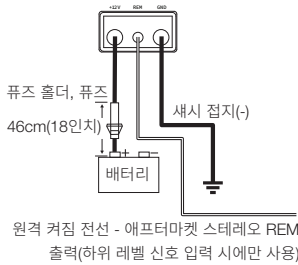 +12V REM GND
퓨즈 홀더, 퓨즈
46cm(18인치)
섀시 접지(-)
+ -
배터리
원격 켜짐 전선 - 애프터마켓 스테레오 REM
출력(하위 레벨 신호 입력 시에만 사용)